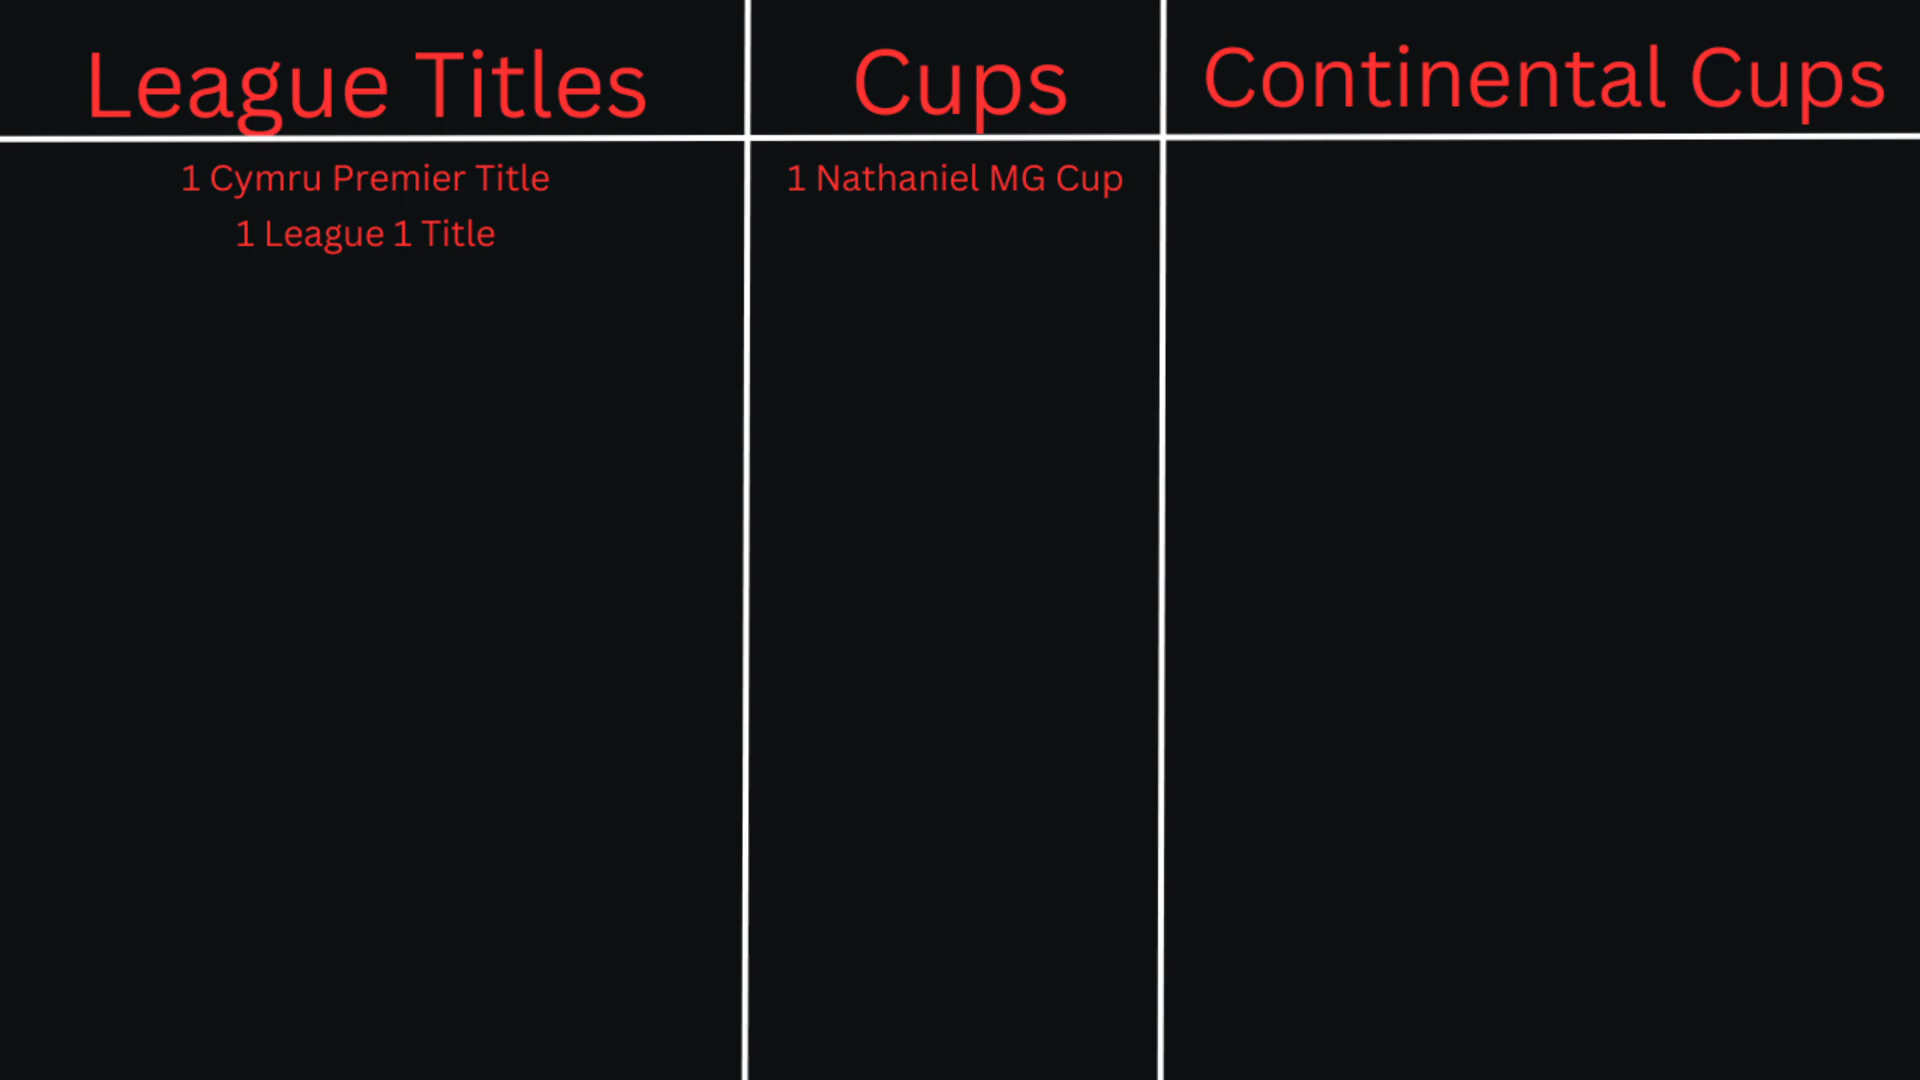 League Titles
Cups
Continental Cups
1 Cymru Premier Title
1 League 1 Title
1 Nathaniel MG Cup